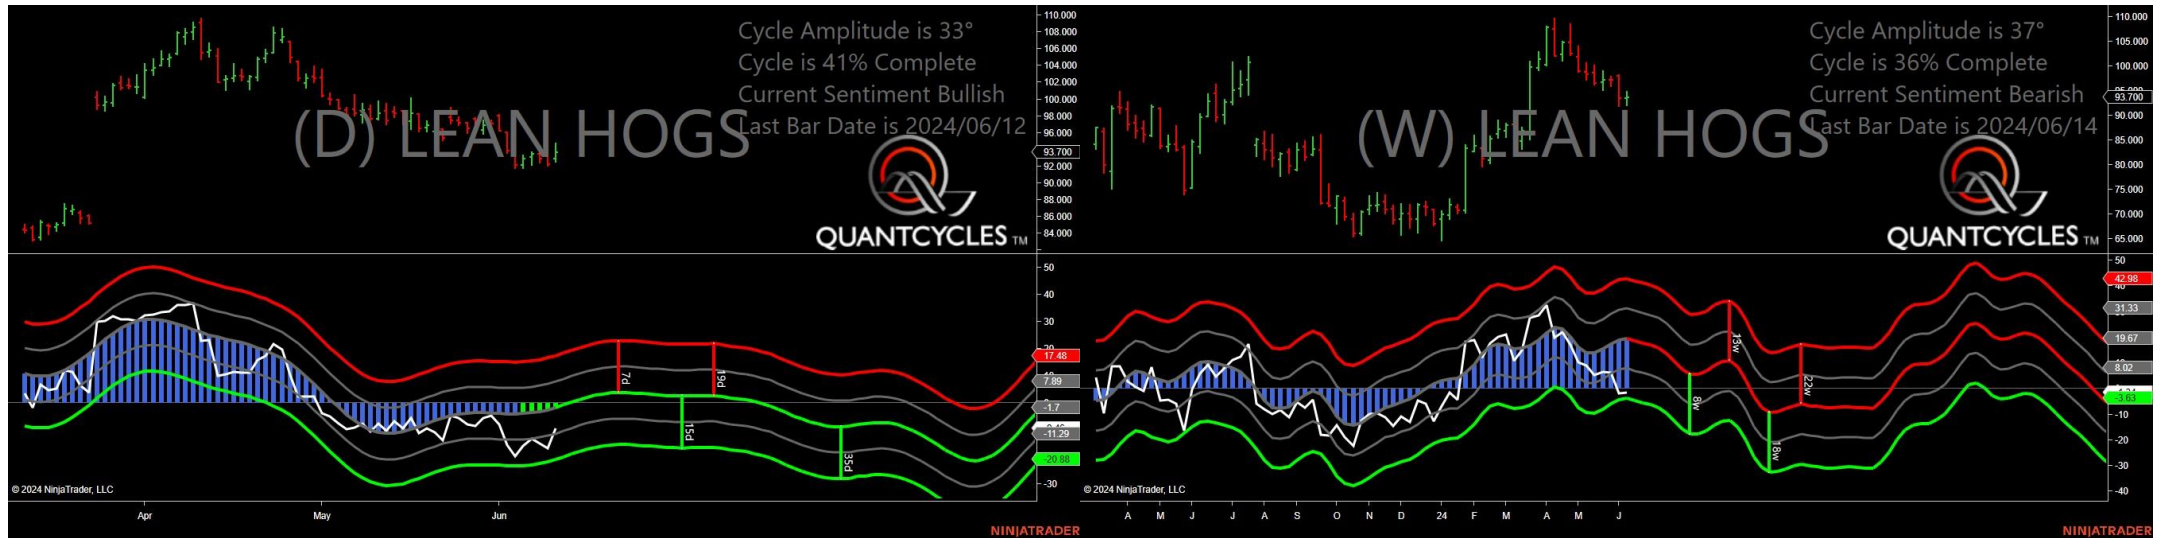 Cycle Amplitude is 33°
Cycle is 41% Complete
Current Sentiment Bullish
Last Bar Date is 2024/06/12
(D) LEAN HOGS
QUANTCYCLES TM
110.000
108.000
106.000
104.000
102.000
100.000
98.000
96.000
93.700
92.000
90.000
88.000
86.000
84.000
50
40
30
17.48
7.89
-1.7
-11.29
-20.88
-30
7d
19d
15d
35d
© 2024 NinjaTrader, LLC
Apr
May
Jun
NINJATRADER
Cycle Amplitude is 37°
Cycle is 36% Complete
Current Sentiment Bearish
Last Bar Date is 2024/06/14
(W) LEAN HOGS
QUANTCYCLES TM
110.000
105.000
100.000
93.700
90.000
85.000
80.000
75.000
70.000
65.000
50
42.98
40
31.33
19.67
8.02
-3.63
-10
-20
-30
-40
13w
22w
8w
18w
© 2024 NinjaTrader, LLC
A M J J A S O N D 24 F M A M J
NINJATRADER